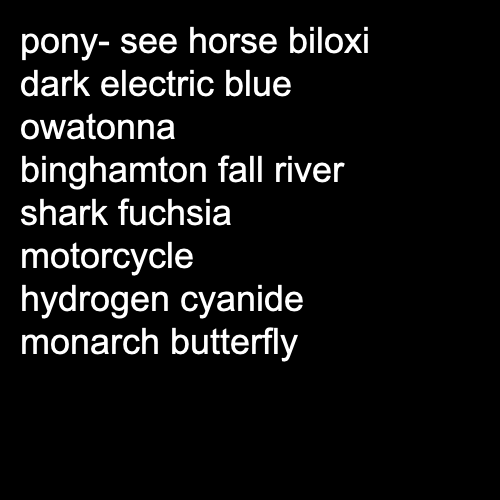 pony- see horse biloxi
dark electric blue
owatonna
binghamton fall river
shark fuchsia
motorcycle
hydrogen cyanide
monarch butterfly